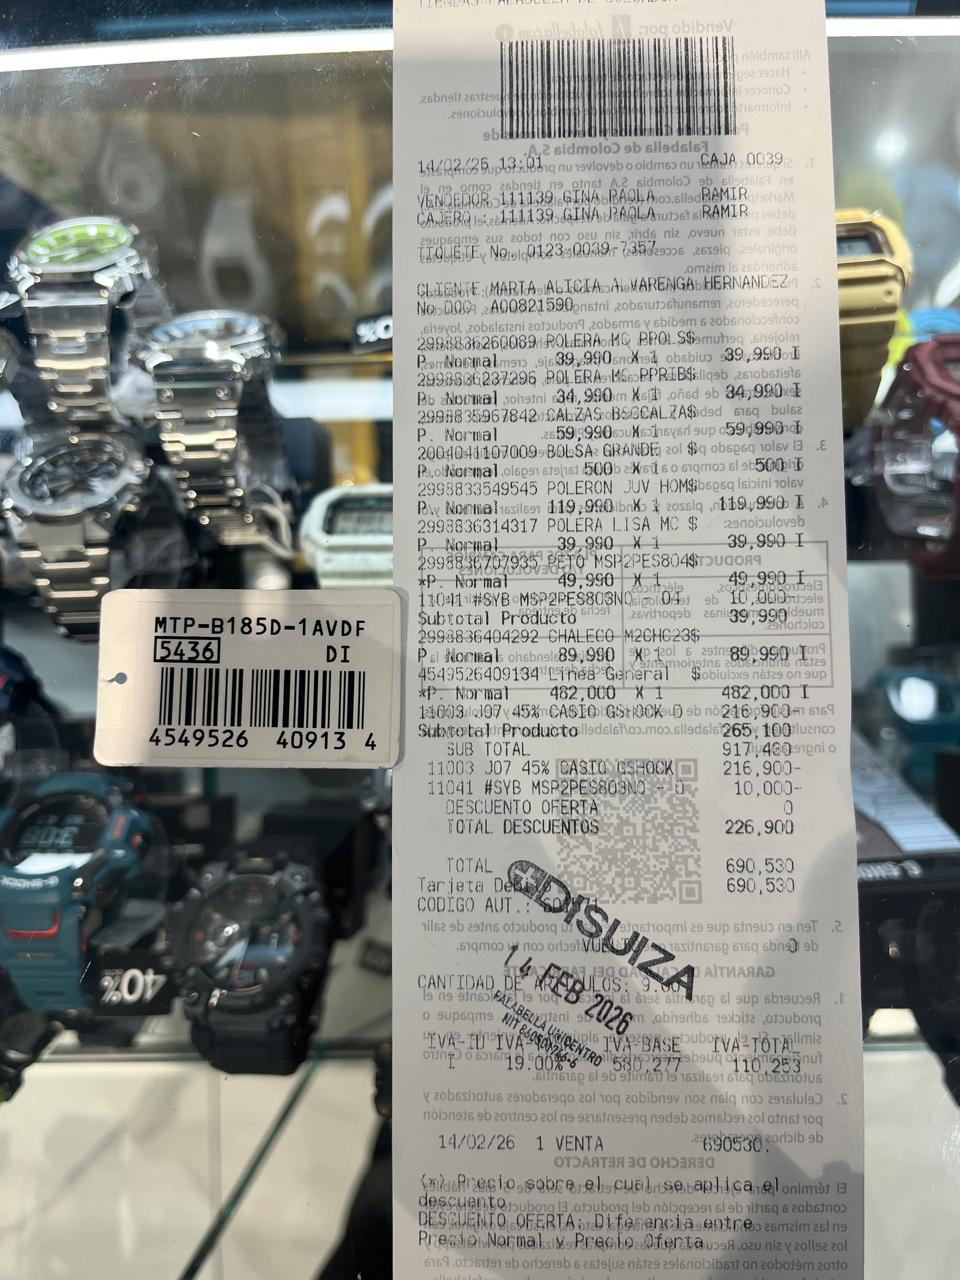 14/02/26 13:01 CAJA 0039
VENDEDOR 111139 GINA PAOLA RAMIR
CAJERO : 111139 GINA PAOLA RAMIR
TIQUETE No. 0123-0039-7357
CLIENTE MARTA ALICIA ALVARENGA HERNANDEZ
No DOC. A00821590
2998836260089 POLERA MC PPOLS$
P. Normal 39,990 X 1 39,990 I
2998836237296 POLERA MC PPRIB$
P. Normal 34,990 X 1 34,990 I
2998835967842 CALZAS BSGCALZA$
P. Normal 59,990 X 1 59,990 I
2004041107009 BOLSA GRANDE $
P. Normal 500 X 1 500 I
2998833549545 POLERON JUV HOM$
P. Normal 119,990 X 1 119,990 I
2998836314317 POLERA LISA MC $
P. Normal 39,990 X 1 39,990 I
2998836707935 PETO MSP2PES804$
*P. Normal 49,990 X 1 49,990 I
11041 #SYB MSP2PES803NO - 04 10,000-
Subtotal Producto 39,990
2998836404292 CHALECO M2CHC23$
P. Normal 89,990 X 1 89,990 I
4549526409134 Linea General $
*P. Normal 482,000 X 1 482,000 I
11003 J07 45% CASIO GSHOCK D 216,900-
Subtotal Producto 265,100
SUB TOTAL 917,430
11003 J07 45% CASIO GSHOCK 216,900-
11041 #SYB MSP2PES803NO - 0 10,000-
DESCUENTO OFERTA 0
TOTAL DESCUENTOS 226,900
TOTAL 690,530
Tarjeta 690,530
CODIGO AUT.:
DISUIZA
14 FEB 2026
FALABELLA UNICENTRO
CANTIDAD DE
IVA-BASE IVA-TOTAL
I 19.00% 580,277 110,253
14/02/26 1 VENTA 690530.
(*) Precio sobre el cual se aplica el
descuento
DESCUENTO OFERTA: Diferencia entre
Precio Normal y Precio Oferta
MTP-B185D-1AVDF
5436 DI
4549526 40913 4
40%